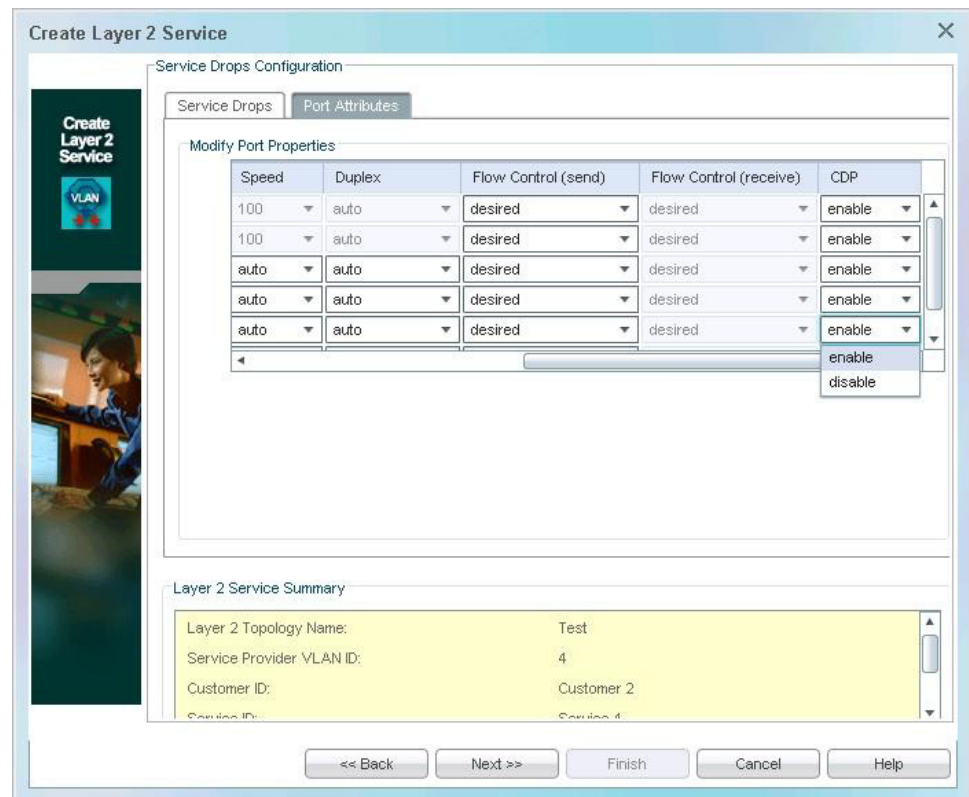 Create Layer 2 Service
Service Drops Configuration
Create
Layer 2
Service
VLAN
Service Drops Port Attributes
Modify Port Properties
Speed Duplex Flow Control (send) Flow Control (receive) CDP
100 auto desired desired enable
100 auto desired desired enable
auto auto desired desired enable
auto auto desired desired enable
auto auto desired desired enable
enable
disable
Layer 2 Service Summary
Layer 2 Topology Name: Test
Service Provider VLAN ID: 4
Customer ID: Customer 2
Service ID: Service 4
<< Back Next >> Finish Cancel Help